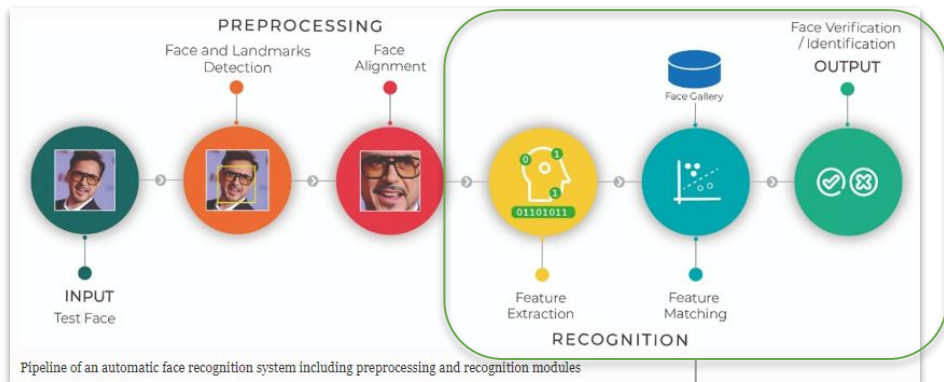 PREPROCESSING
Face and Landmarks
Detection
Face
Alignment
Face Verification
/ Identification
OUTPUT
Face Gallery
0
1
1
01101011
INPUT
Test Face
Feature
Extraction
Feature
Matching
RECOGNITION
Pipeline of an automatic face recognition system including preprocessing and recognition modules